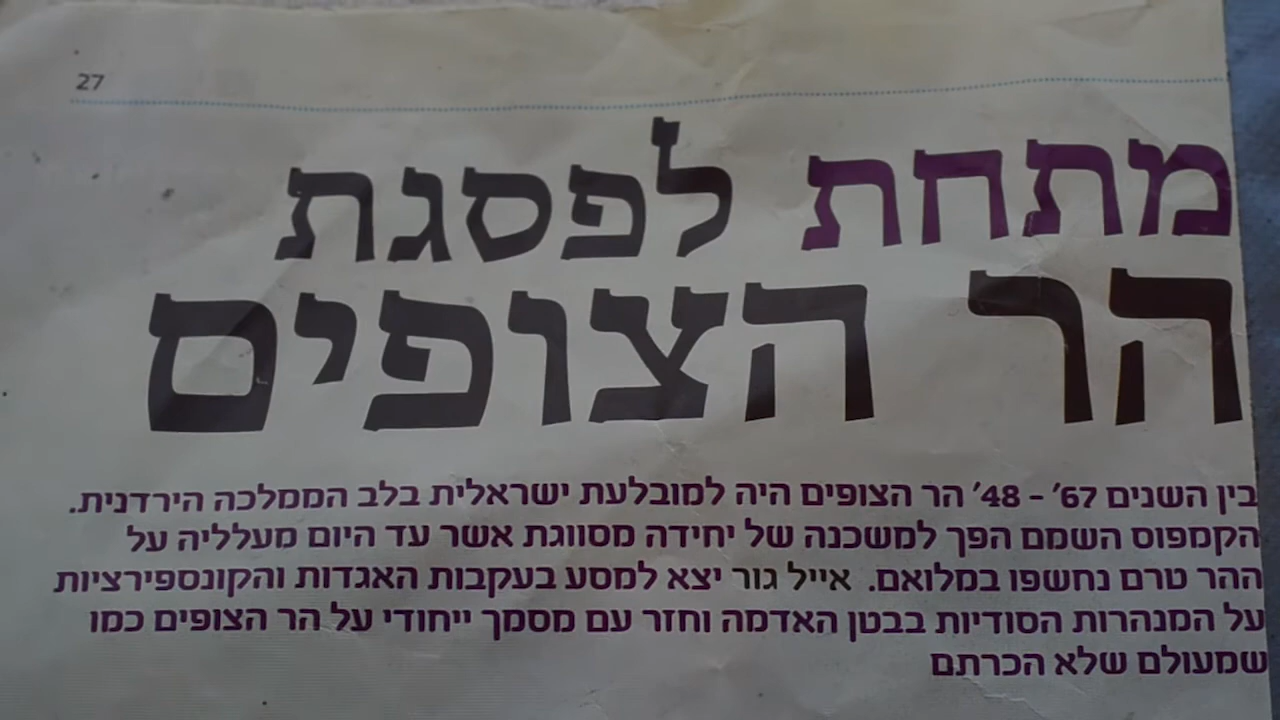 27
מתחת לפסגת
הר הצופים
בין השנים 67' - 48' הר הצופים היה למובלעת ישראלית בלב הממלכה הירדנית.
הקמפוס השמם הפך למשכנה של יחידה מסווגת אשר עד היום מעלליה על
ההר טרם נחשפו במלואם. אייל גור יצא למסע בעקבות האגדות והקונספירציות
על המנהרות הסודיות בבטן האדמה וחזר עם מסמך ייחודי על הר הצופים כמו
שמעולם שלא הכרתם